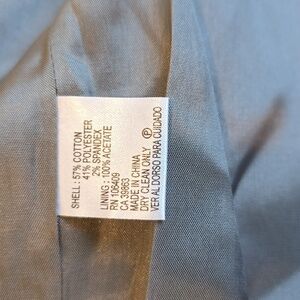 SHELL: 57% COTTON
41% POLYESTER
2% SPANDEX
LINING: 100% ACETATE
RN 106409
CA 39863
MADE IN CHINA
DRY CLEAN ONLY Ⓟ
VER AL DORSO PARA CUIDADO